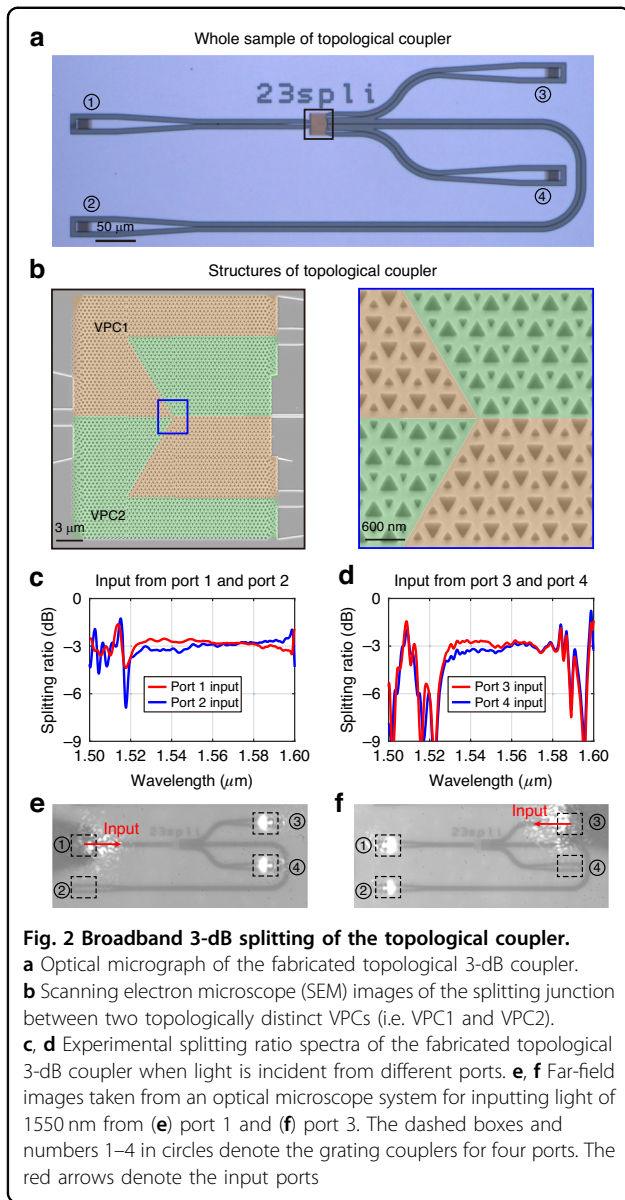 a
Whole sample of topological coupler
23spli
①
③
②
④
50 μm
b
Structures of topological coupler
VPC1
VPC2
3 μm
600 nm
c
Input from port 1 and port 2
Splitting ratio (dB)
0
−3
−6
−9
Port 1 input
Port 2 input
1.50 1.52 1.54 1.56 1.58 1.60
Wavelength (μm)
d
Input from port 3 and port 4
Splitting ratio (dB)
0
−3
−6
−9
Port 3 input
Port 4 input
1.50 1.52 1.54 1.56 1.58 1.60
Wavelength (μm)
e
Input
23spli
①
③
②
④
f
Input
23spli
①
③
②
④
Fig. 2 Broadband 3-dB splitting of the topological coupler.
a Optical micrograph of the fabricated topological 3-dB coupler.
b Scanning electron microscope (SEM) images of the splitting junction
between two topologically distinct VPCs (i.e. VPC1 and VPC2).
c, d Experimental splitting ratio spectra of the fabricated topological
3-dB coupler when light is incident from different ports. e, f Far-field
images taken from an optical microscope system for inputting light of
1550 nm from (e) port 1 and (f) port 3. The dashed boxes and
numbers 1–4 in circles denote the grating couplers for four ports. The
red arrows denote the input ports